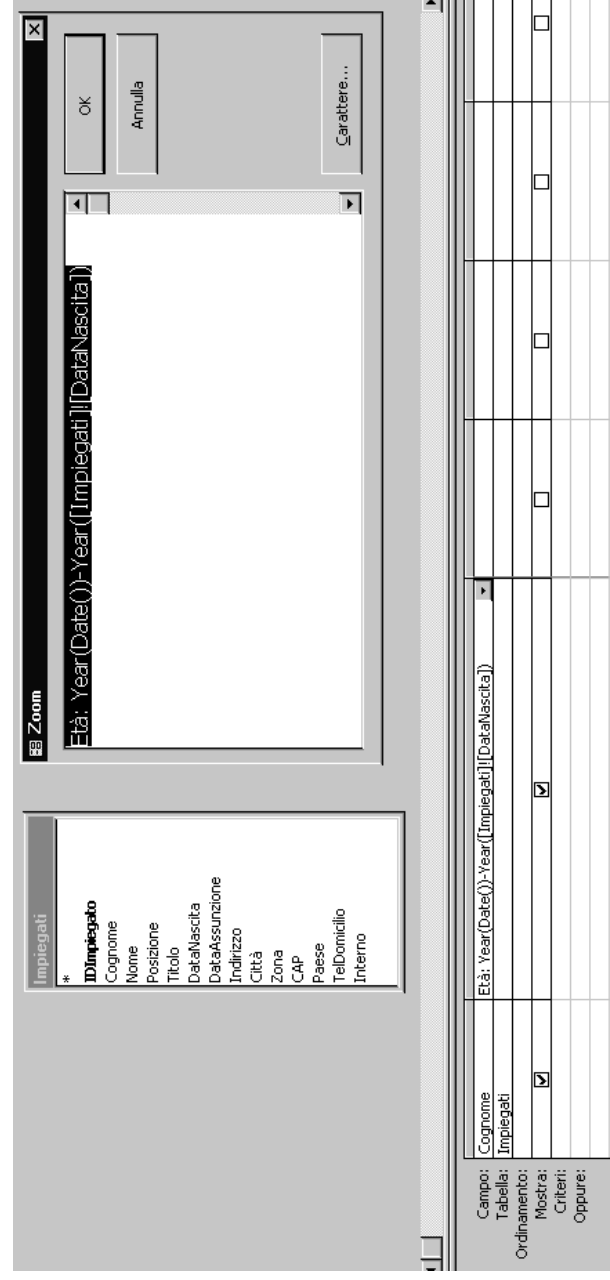 Impiegati
*
IDImpiegato
Cognome
Nome
Posizione
Titolo
DataNascita
DataAssunzione
Indirizzo
Città
Zona
CAP
Paese
TelDomicilio
Interno
Zoom
Età: Year(Date())-Year([Impiegati]![DataNascita])
OK
Annulla
Carattere...
Campo: Cognome Età: Year(Date())-Year([Impiegati]![DataNascita])
Tabella: Impiegati
Ordinamento:
Mostra:
Criteri:
Oppure: